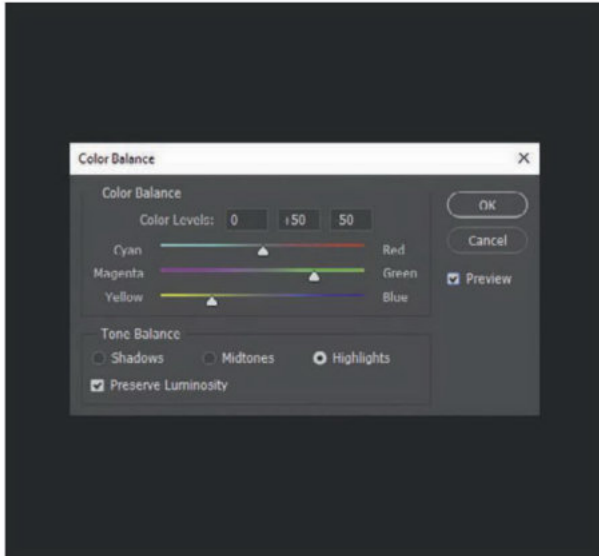 Color Balance
Color Balance
Color Levels: 0 +50 50
Cyan Red
Magenta Green
Yellow Blue
OK
Cancel
Preview
Tone Balance
Shadows Midtones Highlights
Preserve Luminosity